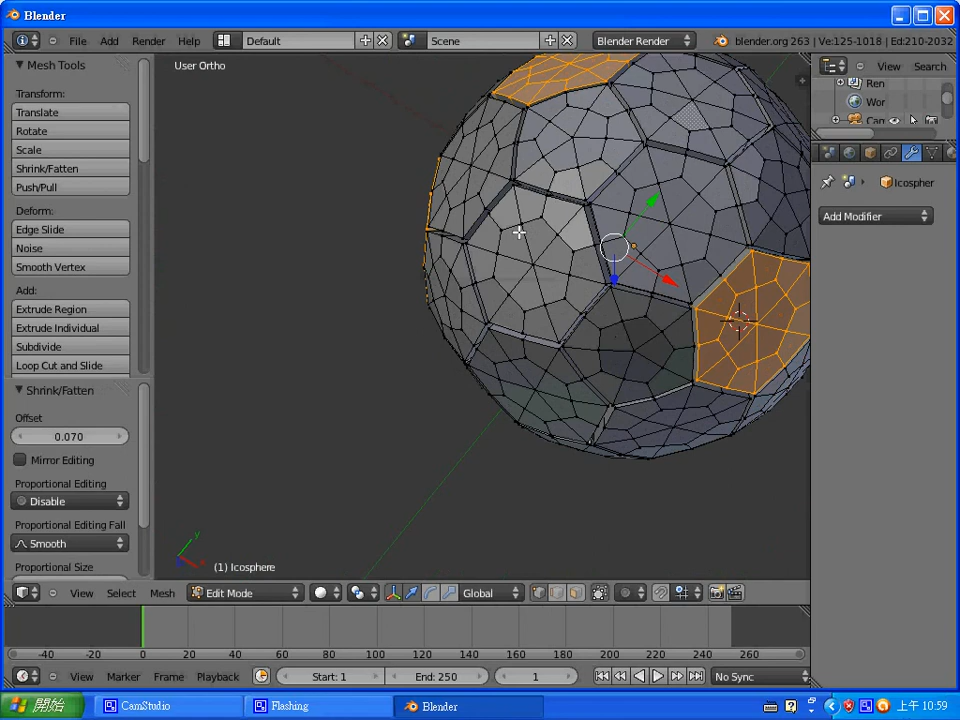 Blender
File Add Render Help Default Scene Blender Render blender.org 263 | Ve:125-1018 | Ed:210-2032
Mesh Tools
User Ortho
View Search
Transform:
Translate
Rotate
Scale
Shrink/Fatten
Push/Pull
Ren
Wor
Can
Icospher
Add Modifier
Deform:
Edge Slide
Noise
Smooth Vertex
Add:
Extrude Region
Extrude Individual
Subdivide
Loop Cut and Slide
Shrink/Fatten
Offset
0.070
Mirror Editing
Proportional Editing
Disable
Proportional Editing Fall
Smooth
Proportional Size
y
(1) Icosphere
View Select Mesh Edit Mode Global
-40 -20 0 20 40 60 80 100 120 140 160 180 200 220 240 260
View Marker Frame Playback Start: 1 End: 250 1 No Sync
開始 CamStudio Flashing Blender 上午 10:59